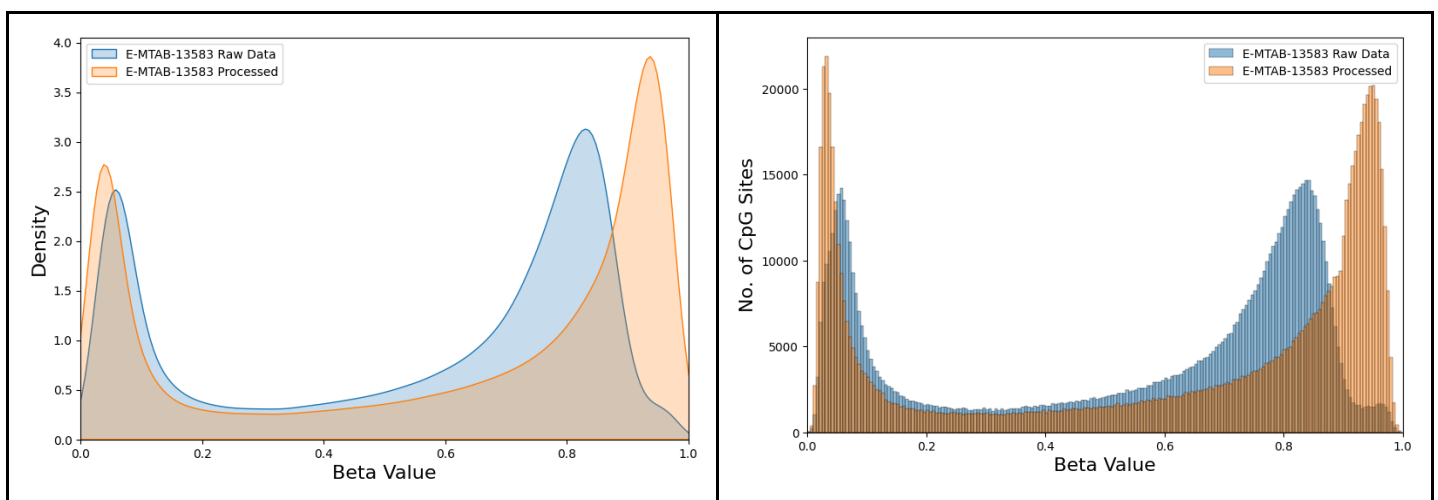 E-MTAB-13583 Raw Data
E-MTAB-13583 Processed
Density
4.0
3.5
3.0
2.5
2.0
1.5
1.0
0.5
0.0
0.0 0.2 0.4 0.6 0.8 1.0
Beta Value
E-MTAB-13583 Raw Data
E-MTAB-13583 Processed
No. of CpG Sites
20000
15000
10000
5000
0
0.0 0.2 0.4 0.6 0.8 1.0
Beta Value